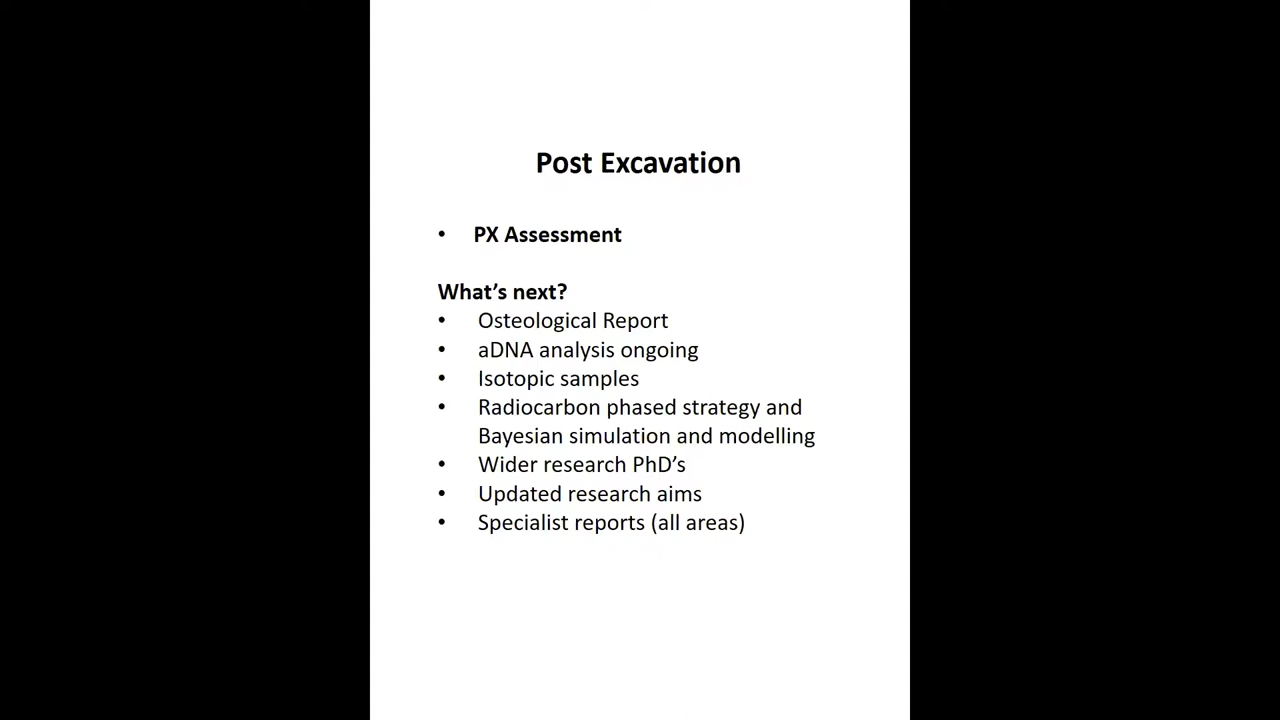 Post Excavation
• PX Assessment
What’s next?
• Osteological Report
• aDNA analysis ongoing
• Isotopic samples
• Radiocarbon phased strategy and
Bayesian simulation and modelling
• Wider research PhD’s
• Updated research aims
• Specialist reports (all areas)